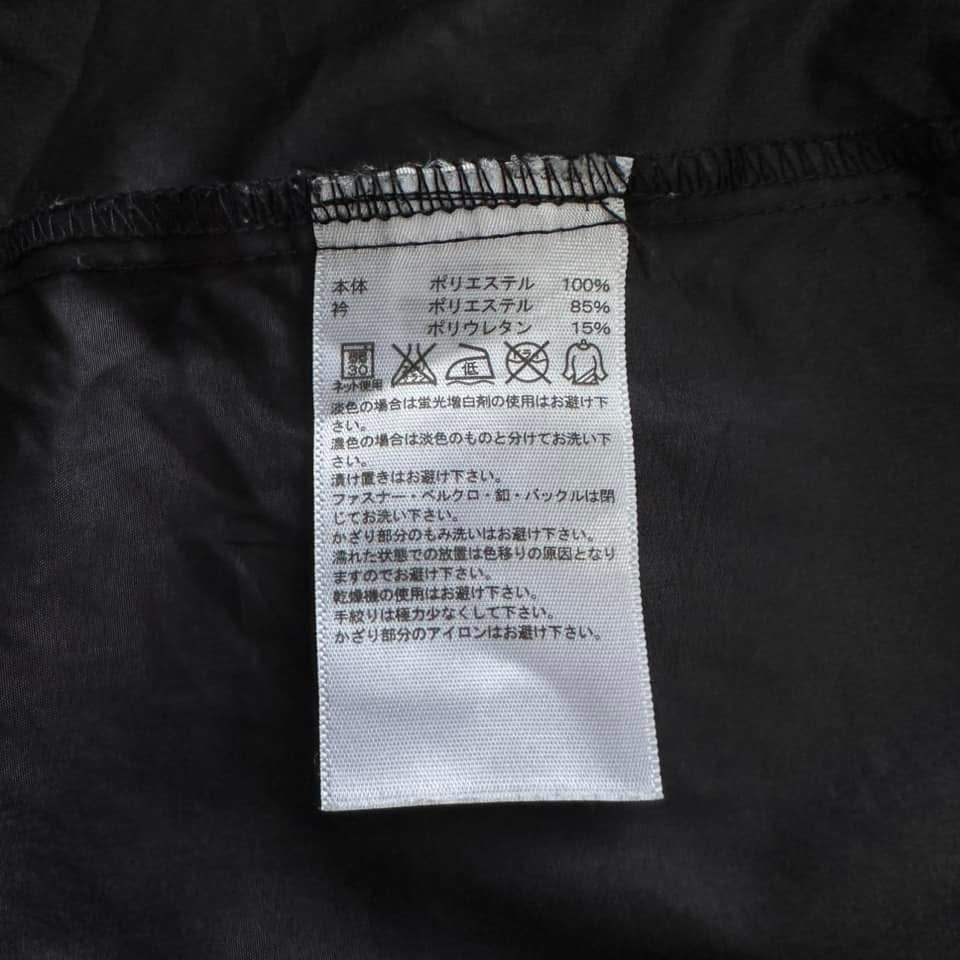 本体 ポリエステル 100%
衿 ポリエステル 85%
ポリウレタン 15%
30 低
ネット使用
淡色の場合は蛍光増白剤の使用はお避け下
さい。
濃色の場合は淡色のものと分けてお洗い下
さい。
漬け置きはお避け下さい。
ファスナー・ベルクロ・釦・バックルは閉
じてお洗い下さい。
かざり部分のもみ洗いはお避け下さい。
濡れた状態での放置は色移りの原因となり
ますのでお避け下さい。
乾燥機の使用はお避け下さい。
手絞りは極力少なくして下さい。
かざり部分のアイロンはお避け下さい。